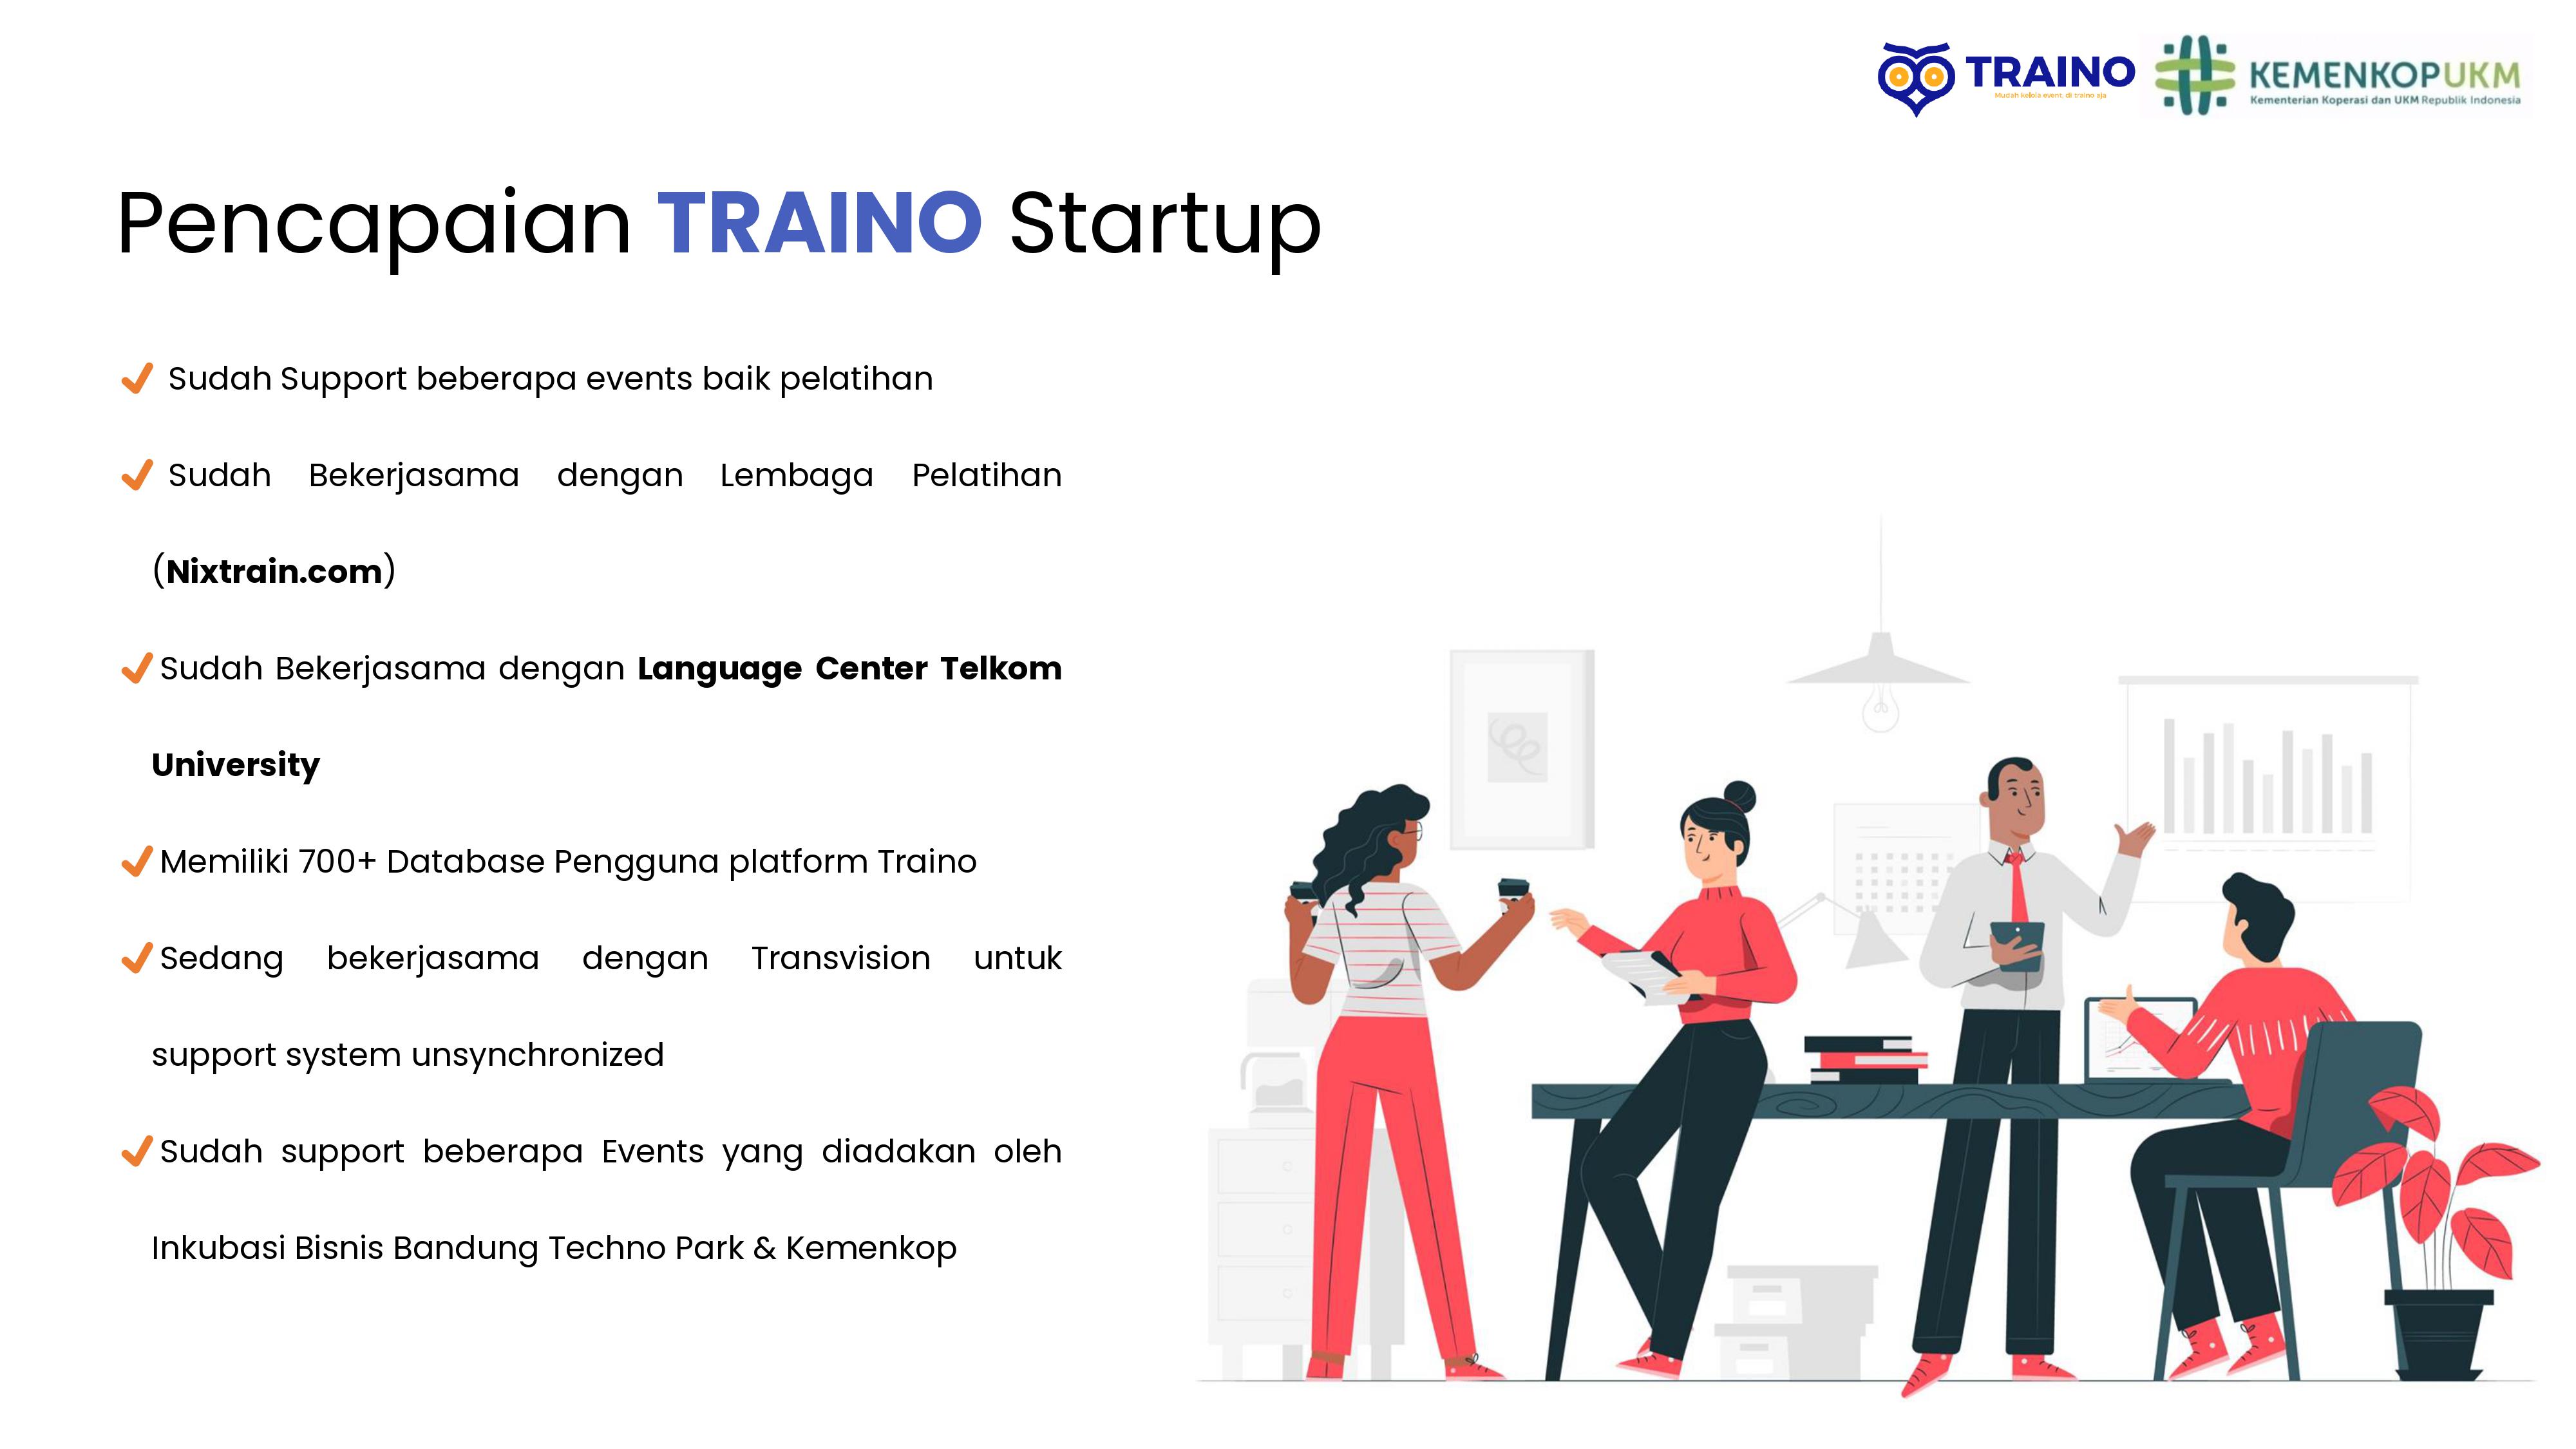 TRAINO
Mudah kelola event, di traino aja
KEMENKOPUKM
Kementerian Koperasi dan UKM Republik Indonesia
Pencapaian TRAINO Startup
Sudah Support beberapa events baik pelatihan
Sudah Bekerjasama dengan Lembaga Pelatihan
(Nixtrain.com)
Sudah Bekerjasama dengan Language Center Telkom
University
Memiliki 700+ Database Pengguna platform Traino
Sedang bekerjasama dengan Transvision untuk
support system unsynchronized
Sudah support beberapa Events yang diadakan oleh
Inkubasi Bisnis Bandung Techno Park & Kemenkop